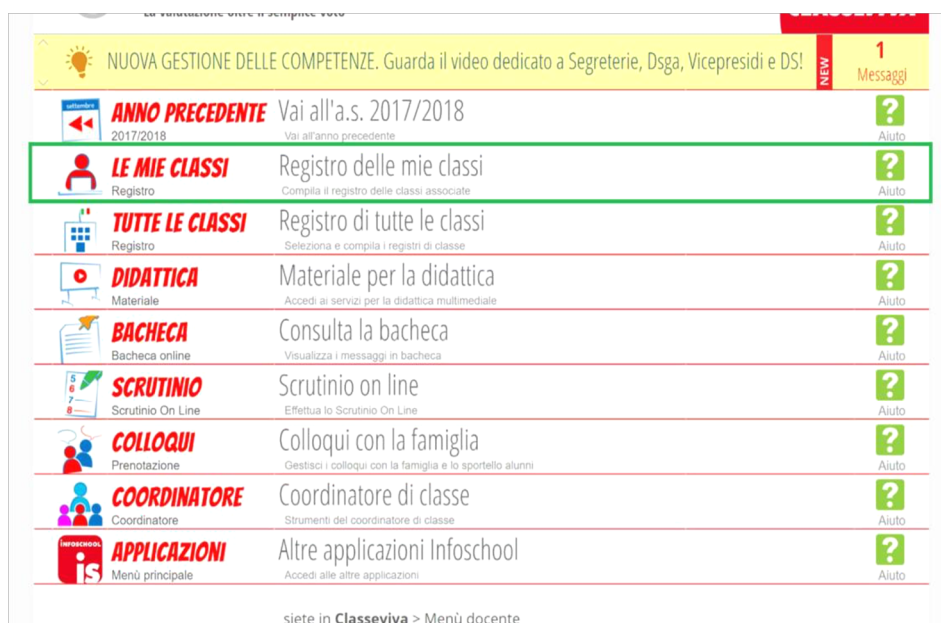 La valutazione oltre il semplice voto
CLASSEVIVA
NUOVA GESTIONE DELLE COMPETENZE. Guarda il video dedicato a Segreterie, Dsga, Vicepresidi e DS!
NEW
1
Messaggi
settembre
ANNO PRECEDENTE
2017/2018
Vai all'a.s. 2017/2018
Vai all'anno precedente
?
Aiuto
LE MIE CLASSI
Registro
Registro delle mie classi
Compila il registro delle classi associate
?
Aiuto
TUTTE LE CLASSI
Registro
Registro di tutte le classi
Seleziona e compila i registri di classe
?
Aiuto
DIDATTICA
Materiale
Materiale per la didattica
Accedi ai servizi per la didattica multimediale
?
Aiuto
BACHECA
Bacheca online
Consulta la bacheca
Visualizza i messaggi in bacheca
?
Aiuto
5
6
7
8
SCRUTINIO
Scrutinio On Line
Scrutinio on line
Effettua lo Scrutinio On Line
?
Aiuto
COLLOQUI
Prenotazione
Colloqui con la famiglia
Gestisci i colloqui con la famiglia e lo sportello alunni
?
Aiuto
COORDINATORE
Coordinatore
Coordinatore di classe
Strumenti del coordinatore di classe
?
Aiuto
INFOSCHOOL
is
APPLICAZIONI
Menù principale
Altre applicazioni Infoschool
Accedi alle altre applicazioni
?
Aiuto
siete in Classeviva > Menù docente